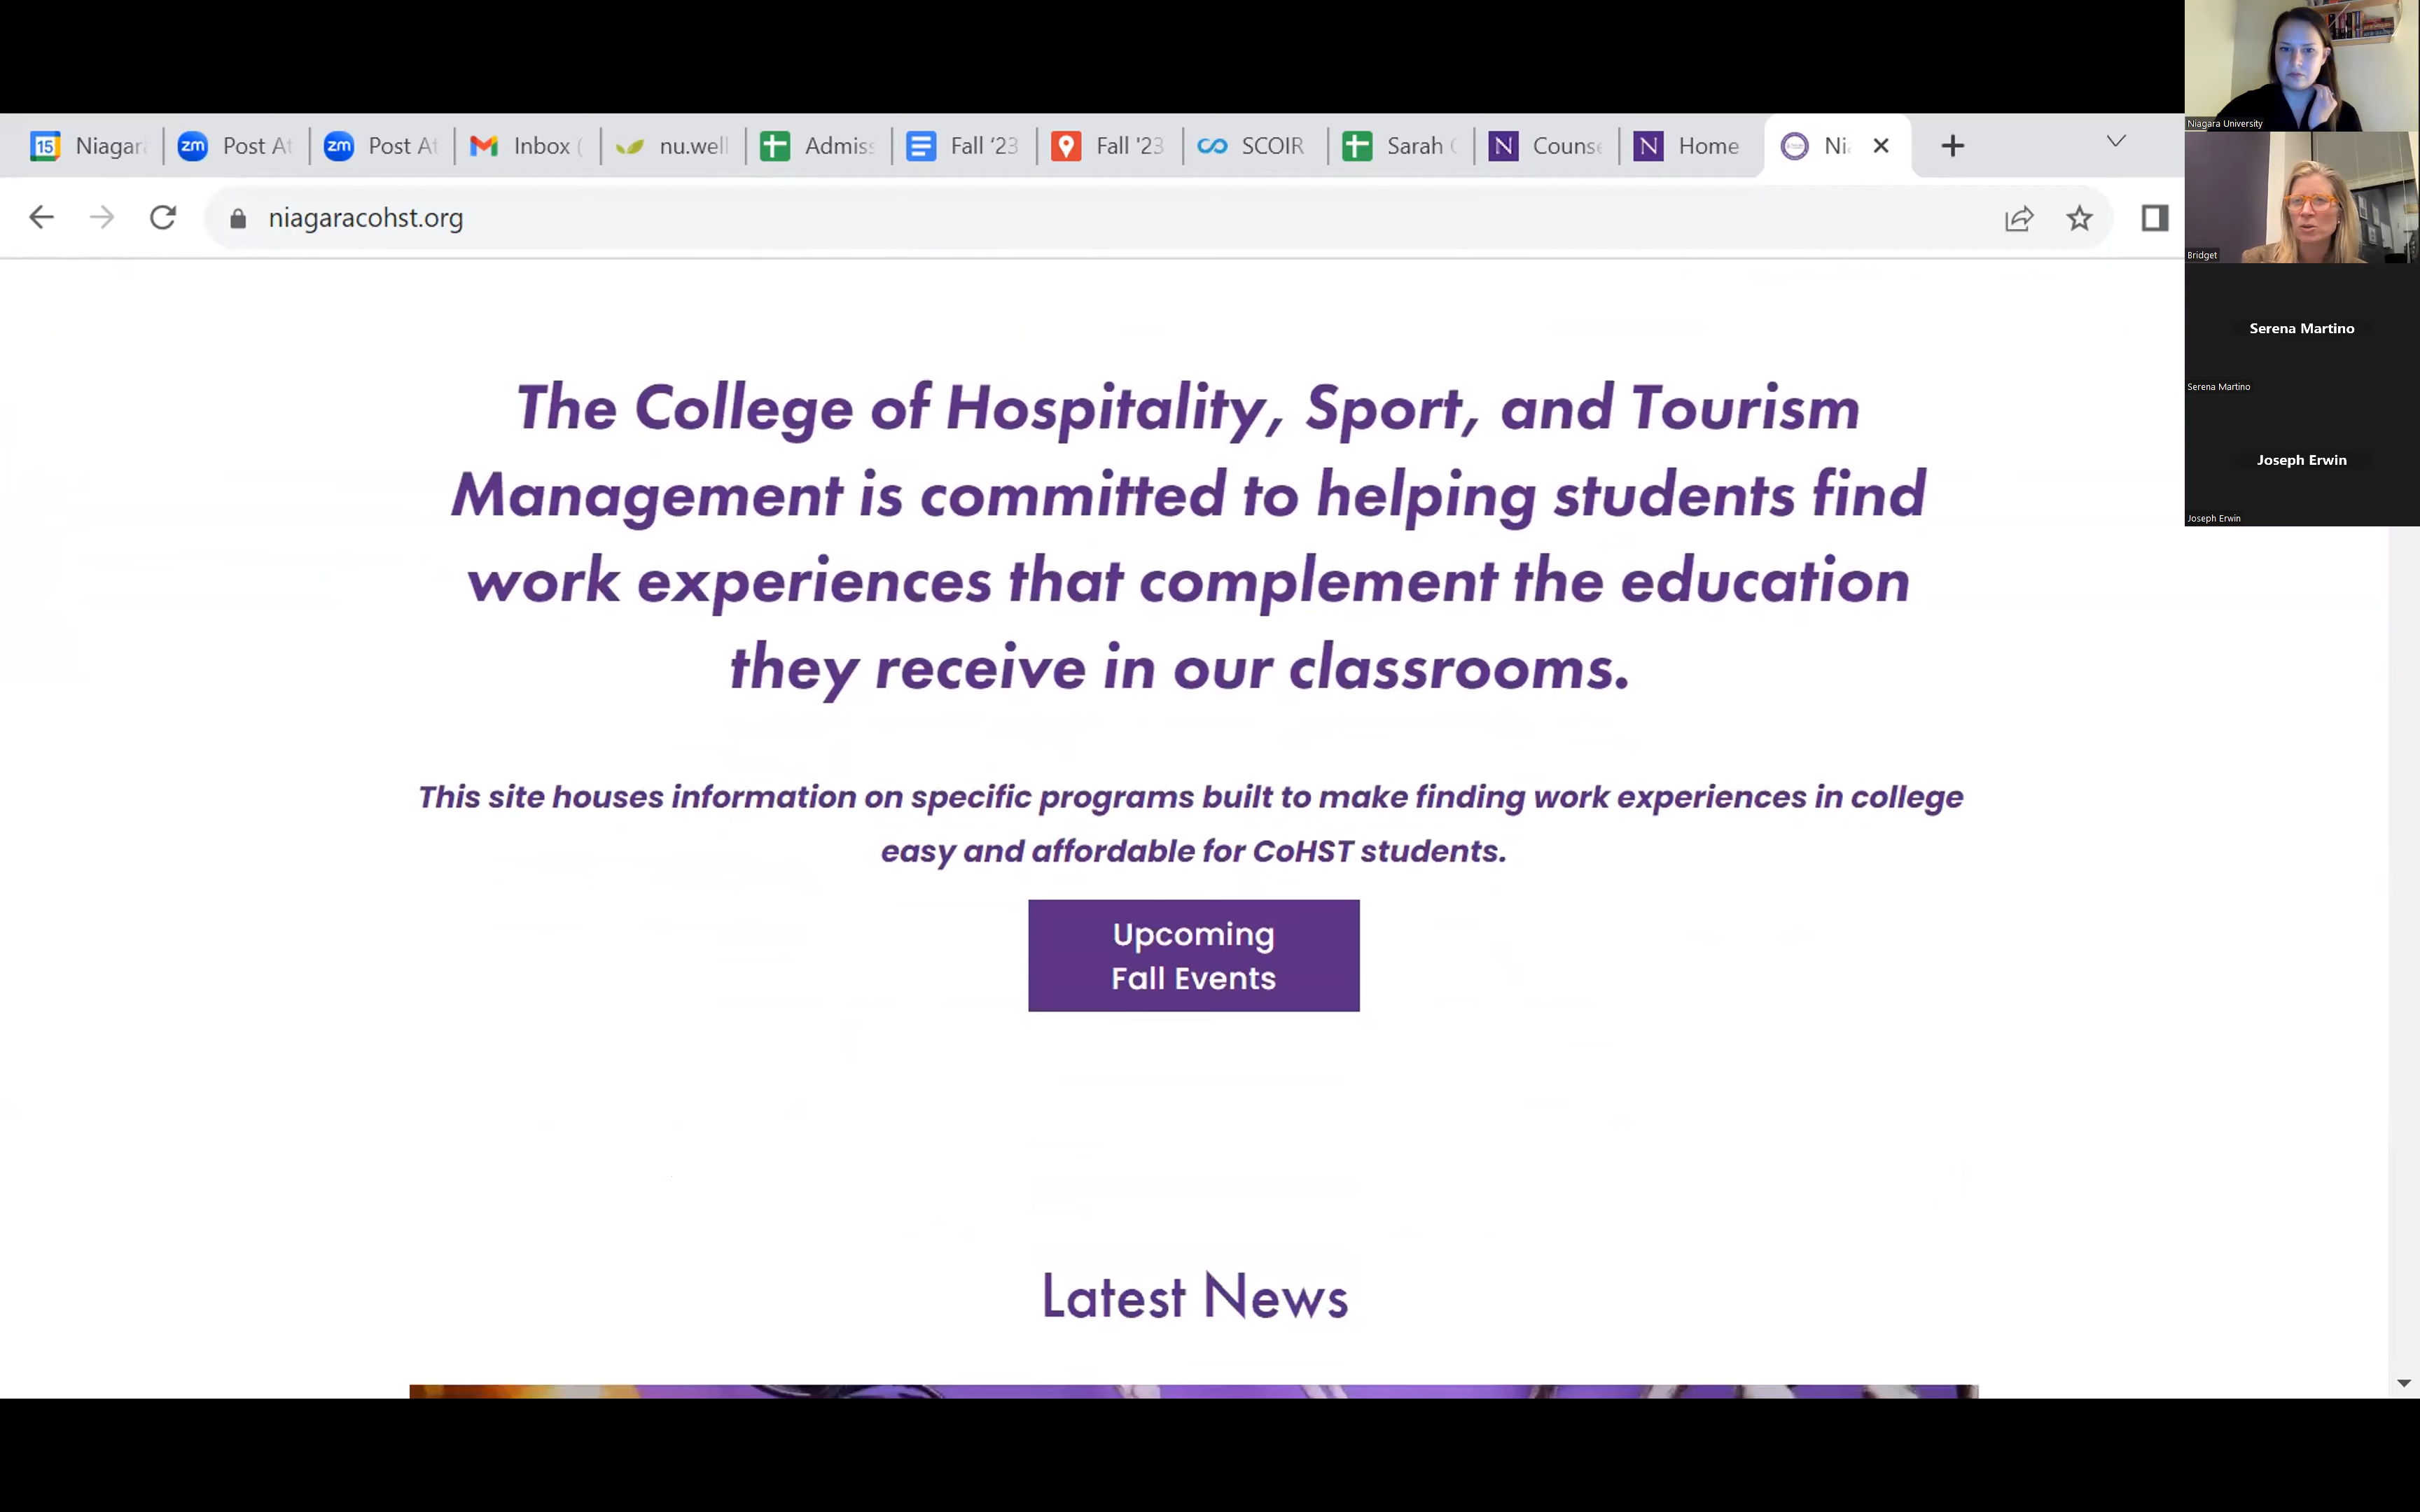 Niagara University
15 Niagar
zm Post At
zm Post At
Inbox (
nu.well
Admiss
Fall ‘23
Fall '23
SCOIR
Sarah
N Couns
N Home
Ni
niagaracohst.org
Bridget
Serena Martino
Serena Martino
Joseph Erwin
Joseph Erwin
The College of Hospitality, Sport, and Tourism
Management is committed to helping students find
work experiences that complement the education
they receive in our classrooms.
This site houses information on specific programs built to make finding work experiences in college
easy and affordable for CoHST students.
Upcoming
Fall Events
Latest News